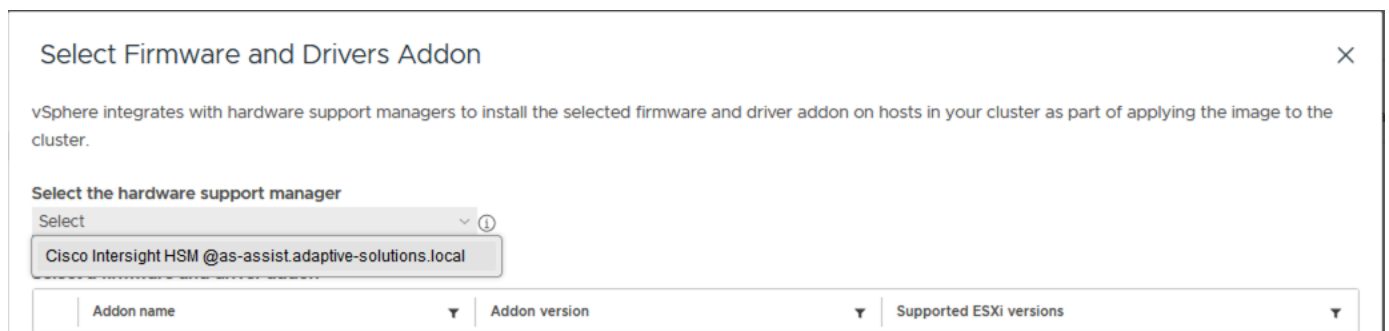 Select Firmware and Drivers Addon
vSphere integrates with hardware support managers to install the selected firmware and driver addon on hosts in your cluster as part of applying the image to the
cluster.
Select the hardware support manager
Select
Cisco Intersight HSM @as-assist.adaptive-solutions.local
Addon name
Addon version
Supported ESXi versions